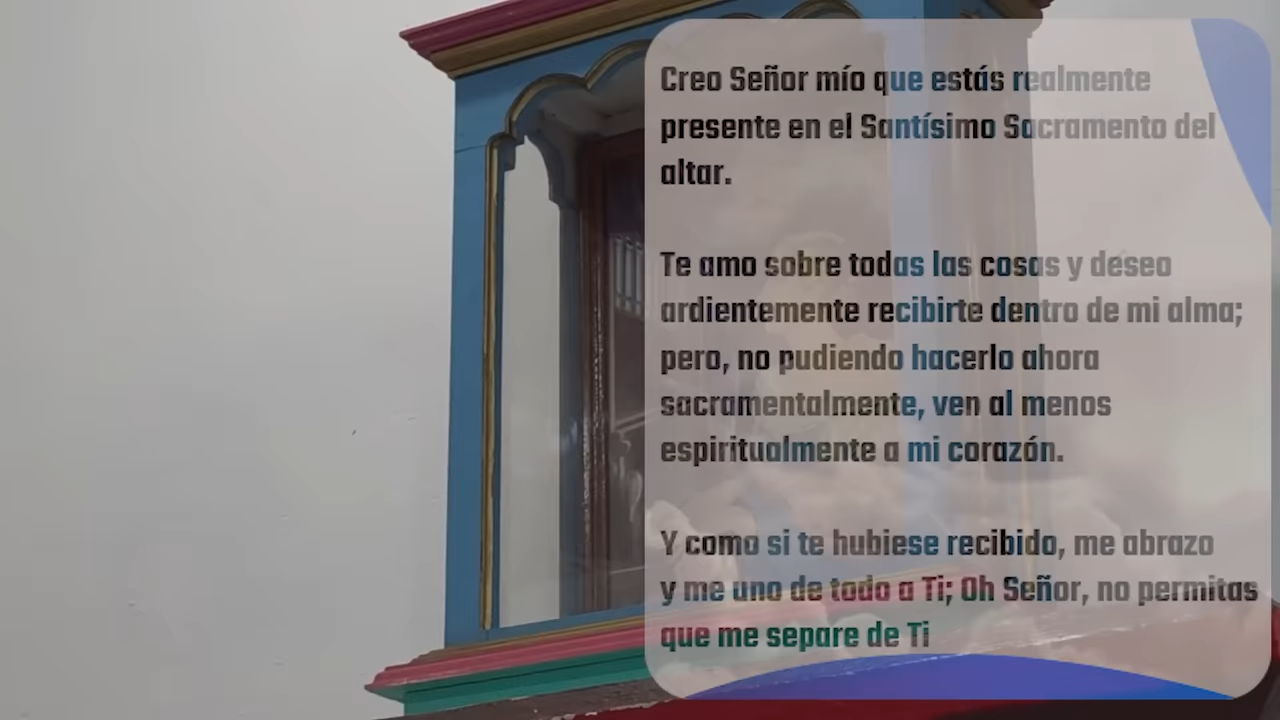 Creo Señor mío que estás realmente
presente en el Santísimo Sacramento del
altar.
Te amo sobre todas las cosas y deseo
ardientemente recibirte dentro de mi alma;
pero, no pudiendo hacerlo ahora
sacramentalmente, ven al menos
espiritualmente a mi corazón.
Y como si te hubiese recibido, me abrazo
y me uno de todo a Ti; Oh Señor, no permitas
que me separe de Ti